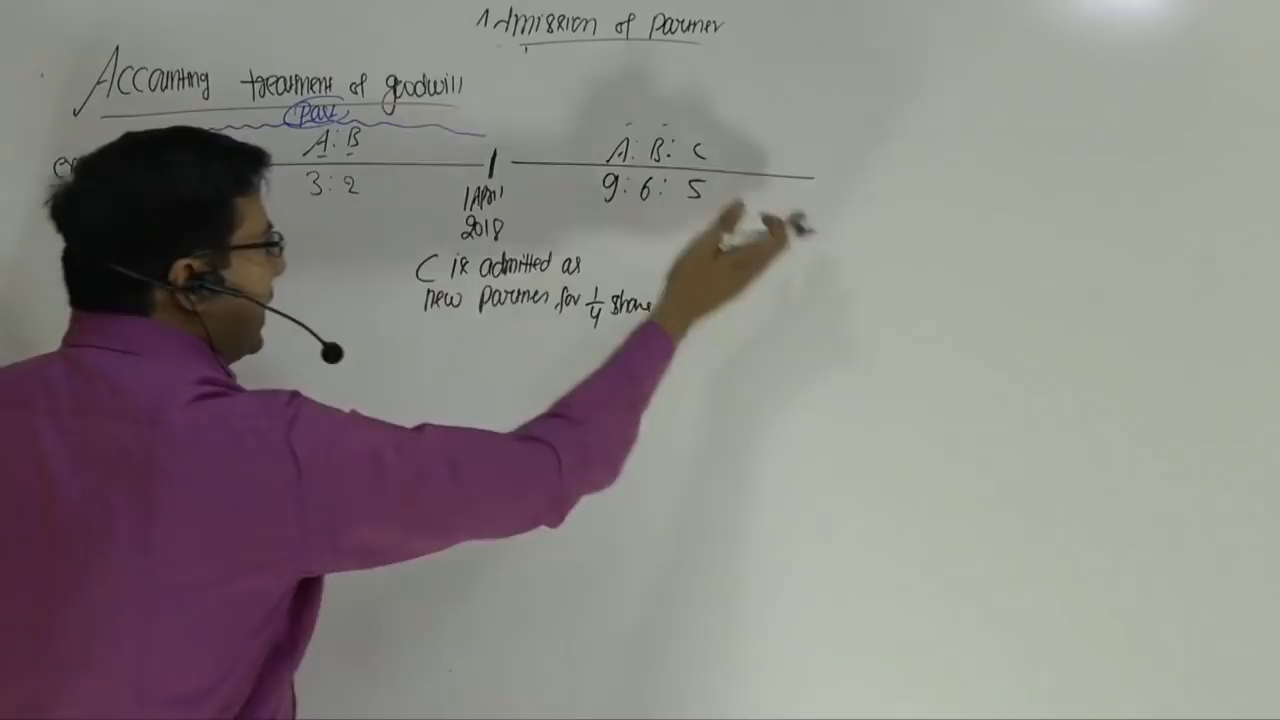 Admission of partner
Accounting treatment of goodwill
Past
A: B
3:2
1 April
2018
A: B: C
9:6: 5
C is admitted as
new partner for 1/4 share